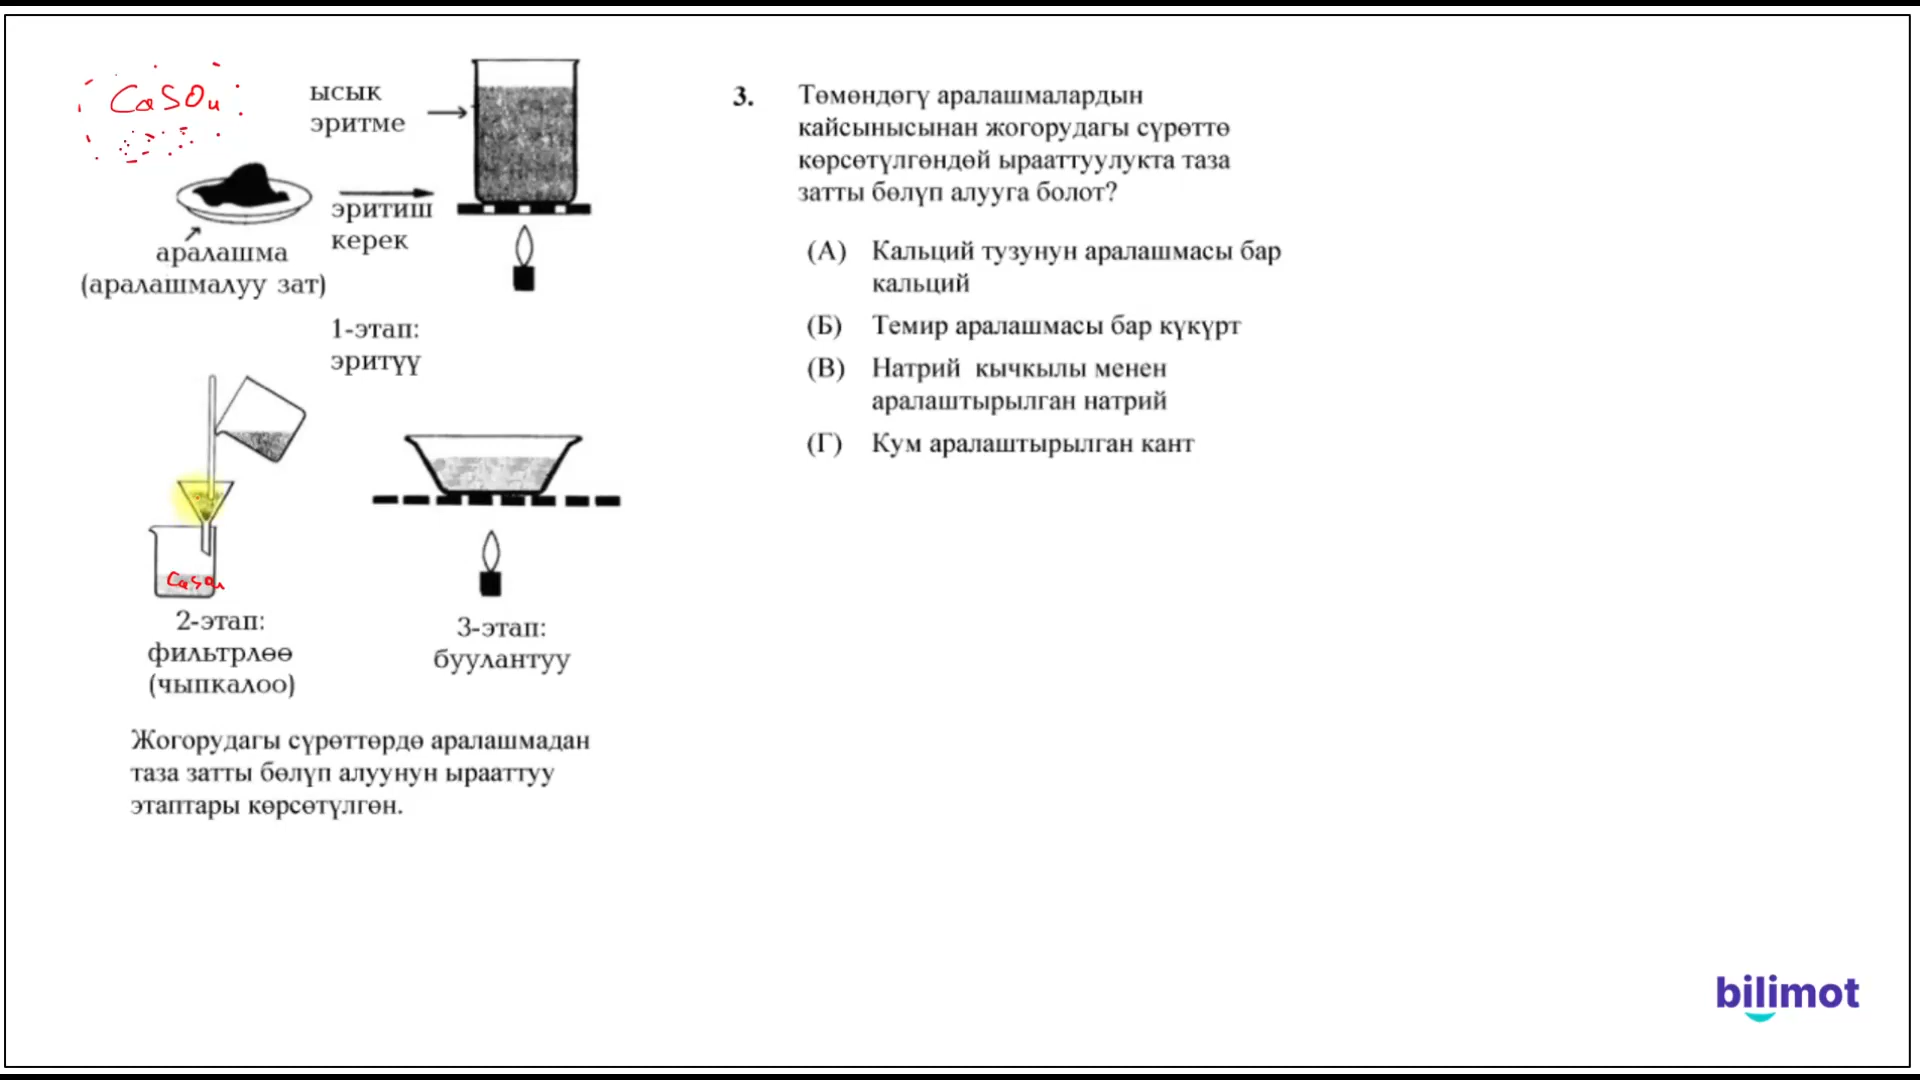 CaSO4
ысык
эритме
эритиш
керек
аралашма
(аралашмалуу зат)
1-этап:
эритүү
CaSO4
2-этап:
фильтрлөө
(чыпкалоо)
3-этап:
буулантуу
Жогорудагы сүрөттөрдө аралашмадан
таза затты бөлүп алуунун ырааттуу
этаптары көрсөтүлгөн.
3. Төмөндөгү аралашмалардын
кайсынысынан жогорудагы сүрөттө
көрсөтүлгөндөй ырааттуулукта таза
затты бөлүп алууга болот?
(А) Кальций тузунун аралашмасы бар
кальций
(Б) Темир аралашмасы бар күкүрт
(В) Натрий кычкылы менен
аралаштырылган натрий
(Г) Кум аралаштырылган кант
bilimot